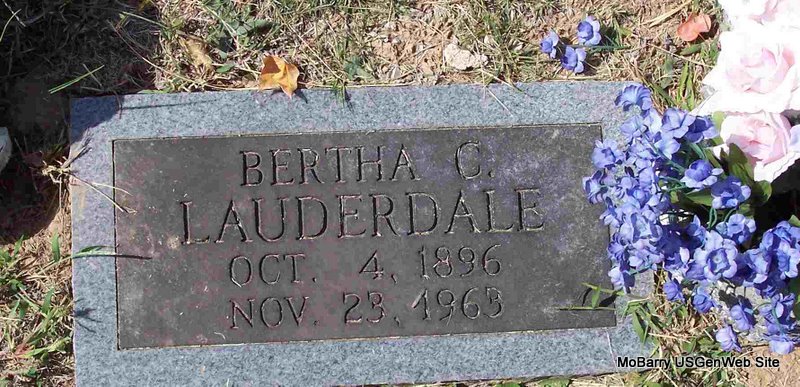 BERTHA C.
LAUDERDALE
OCT. 4, 1896
NOV. 23, 1963
MoBarry USGenWeb Site